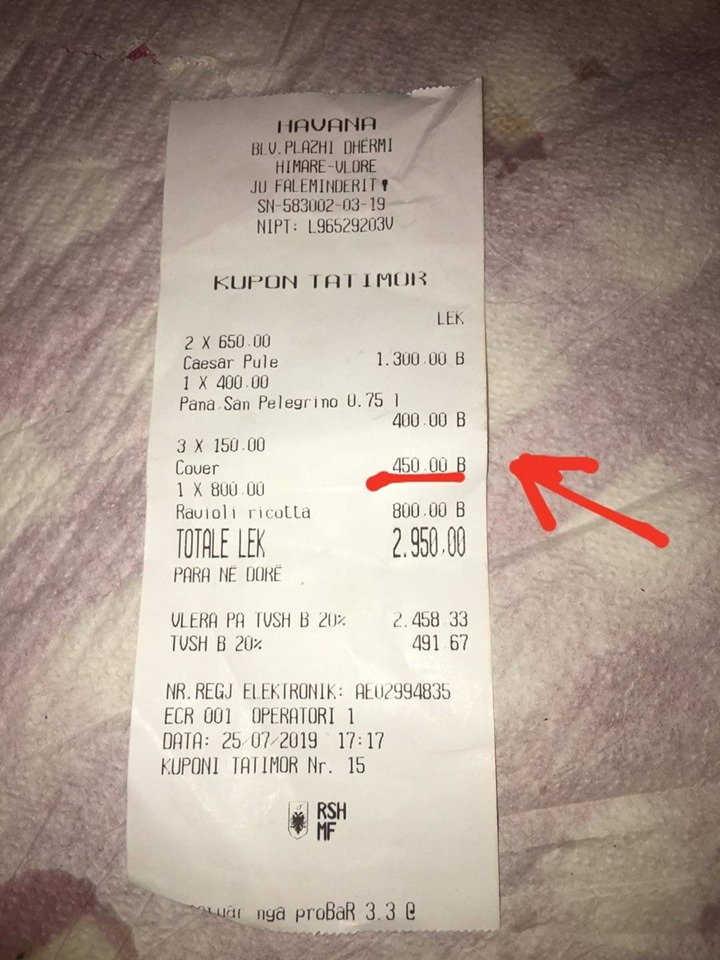 HAVANA
BLV.PLAZHI DHËRMI
HIMARE-VLORE
JU FALEMINDERIT!
SN-583002-03-19
NIPT: L96529203V
KUPON TATIMOR
LEK
2 X 650.00
Caesar Pule 1.300.00 B
1 X 400.00
Pana.San Pelegrino 0.75 l
400.00 B
3 X 150.00
Cover 450.00 B
1 X 800.00
Ravioli ricotta 800.00 B
TOTALE LEK 2.950,00
PARA NË DORË
VLERA PA TVSH B 20% 2.458.33
TVSH B 20% 491.67
NR.REGJ ELEKTRONIK: AE02994835
ECR 001 OPERATORI 1
DATA: 25/07/2019 17:17
KUPONI TATIMOR Nr. 15
RSH
MF
nga proBaR 3.3 @